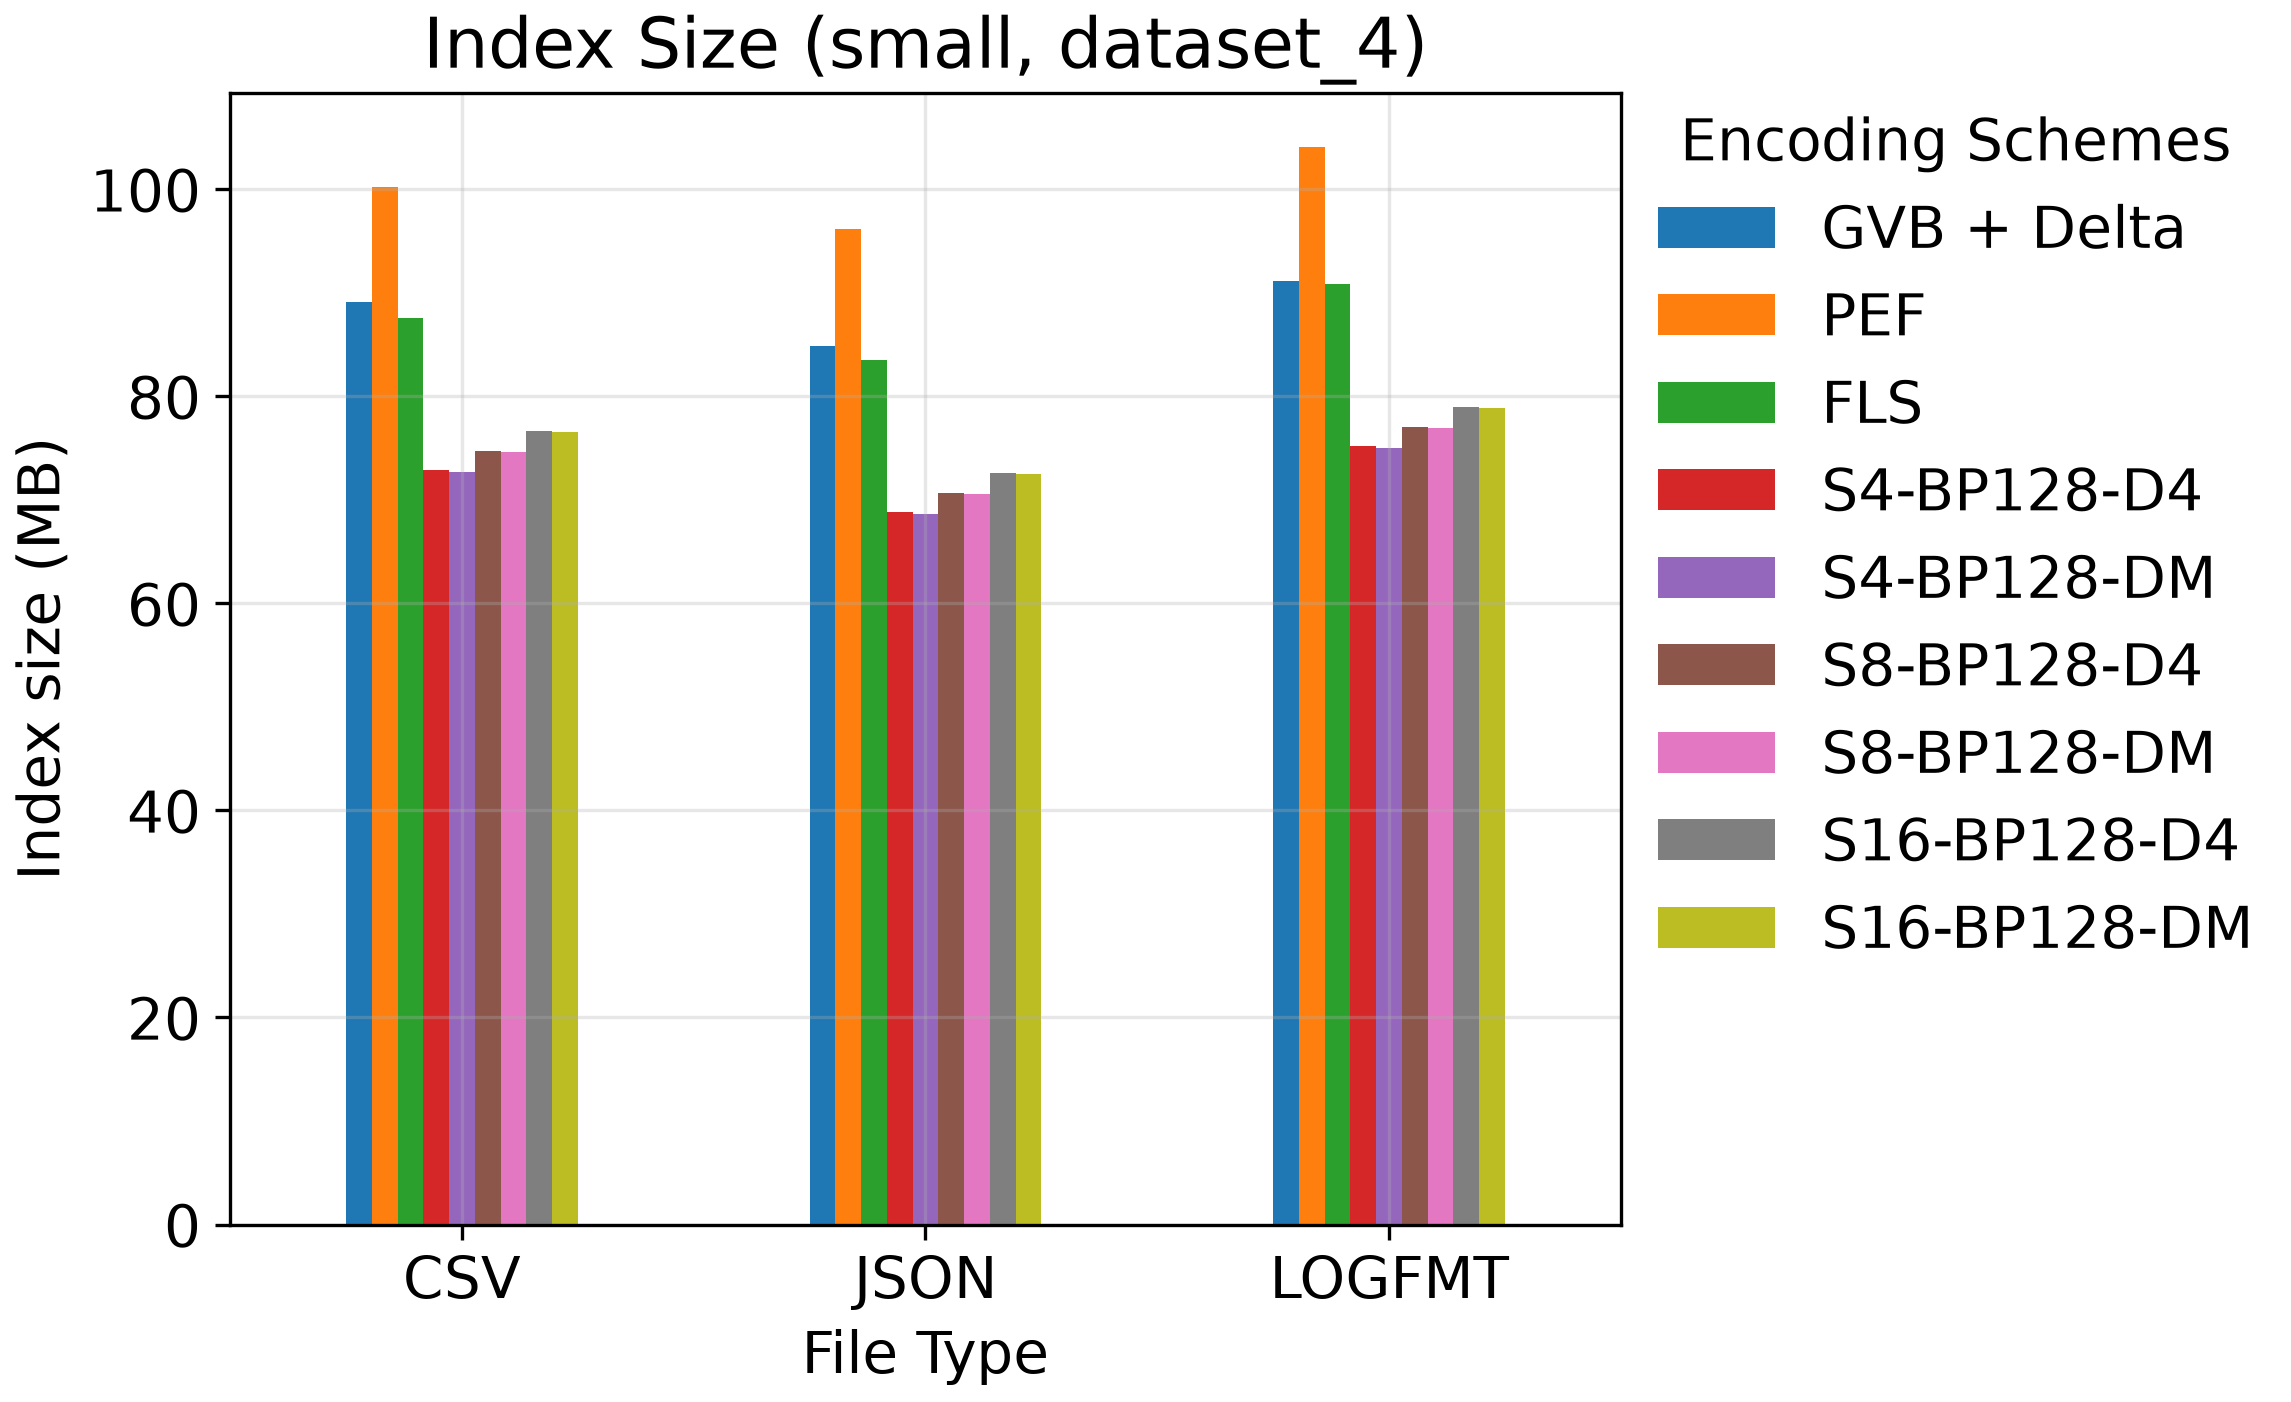 Index Size (small, dataset_4)
Index size (MB)
100
80
60
40
20
0
CSV
JSON
LOGFMT
File Type
Encoding Schemes
GVB + Delta
PEF
FLS
S4-BP128-D4
S4-BP128-DM
S8-BP128-D4
S8-BP128-DM
S16-BP128-D4
S16-BP128-DM